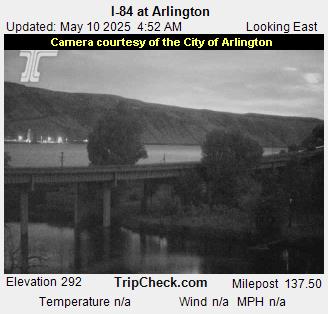 I-84 at Arlington
Updated: May 10 2025 4:52 AM Looking East
Camera courtesy of the City of Arlington
Elevation 292 TripCheck.com Milepost 137.50
Temperature n/a Wind n/a MPH n/a